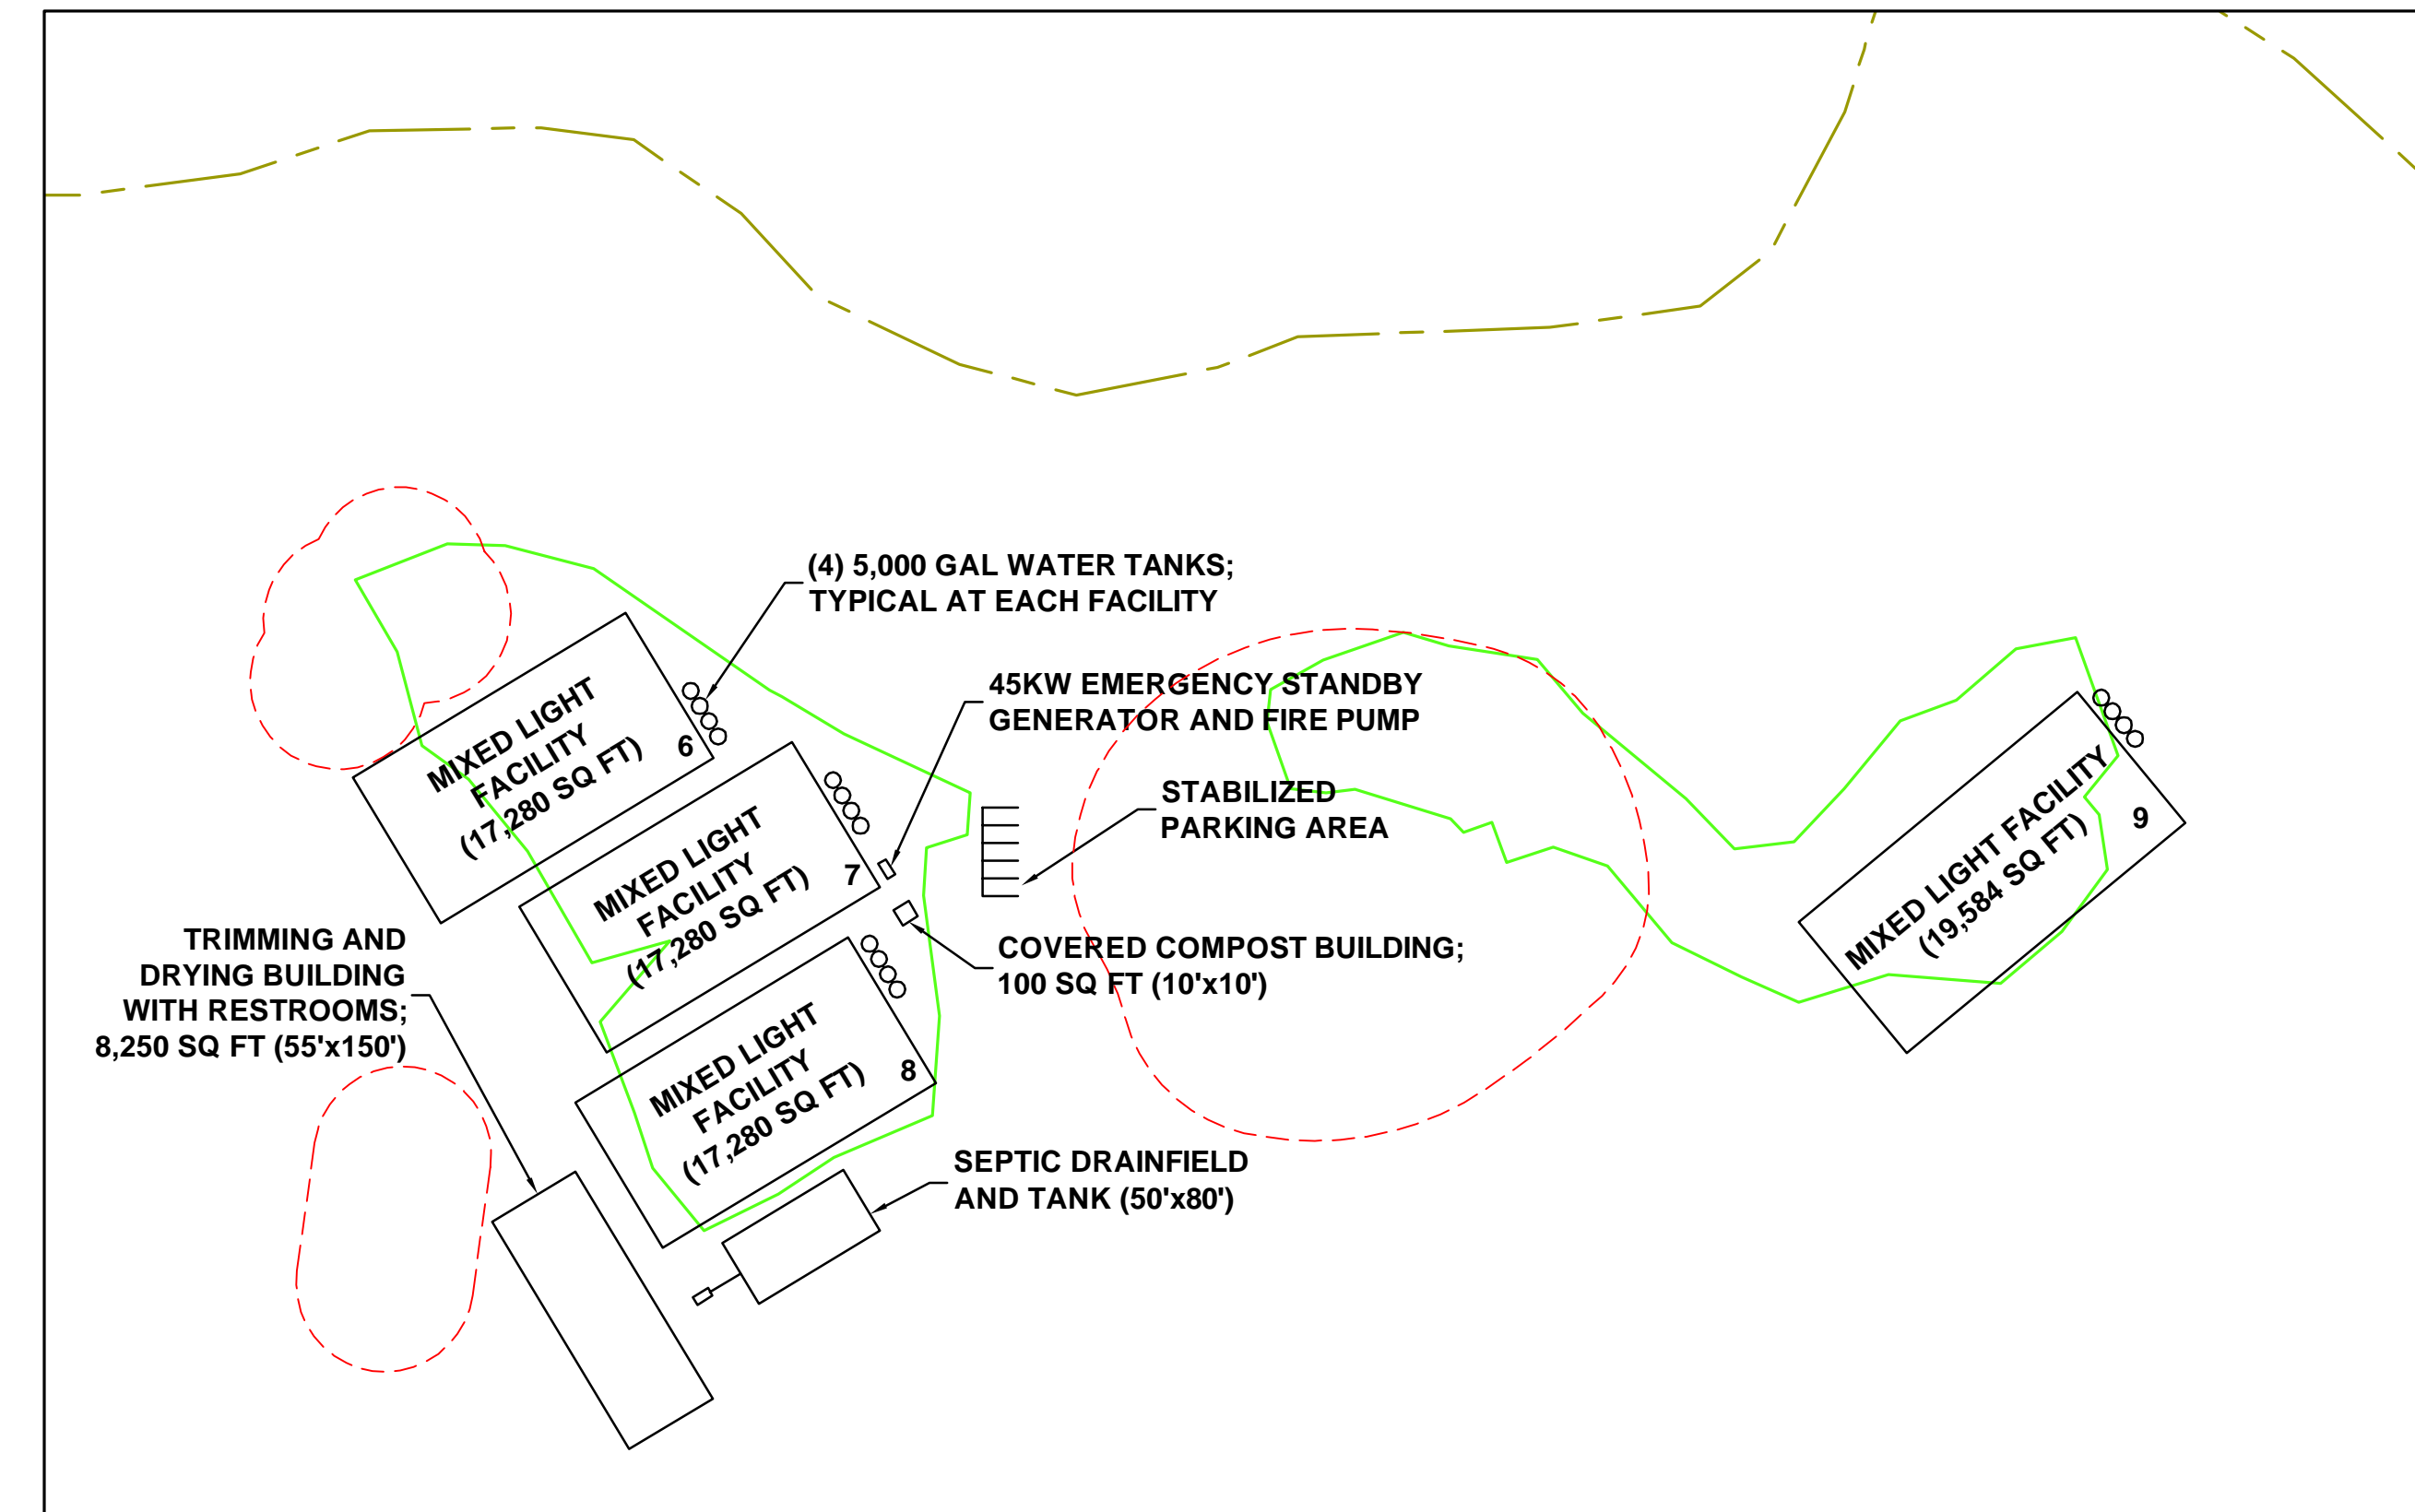 (4) 5,000 GAL WATER TANKS;
TYPICAL AT EACH FACILITY
45KW EMERGENCY STANDBY
GENERATOR AND FIRE PUMP
MIXED LIGHT
FACILITY
(17,280 SQ FT)
6
STABILIZED
PARKING AREA
MIXED LIGHT
FACILITY
(17,280 SQ FT)
7
MIXED LIGHT FACILITY
(19,584 SQ FT)
9
TRIMMING AND
DRYING BUILDING
WITH RESTROOMS;
8,250 SQ FT (55'x150')
COVERED COMPOST BUILDING;
100 SQ FT (10'x10')
MIXED LIGHT
FACILITY
(17,280 SQ FT)
8
SEPTIC DRAINFIELD
AND TANK (50'x80')